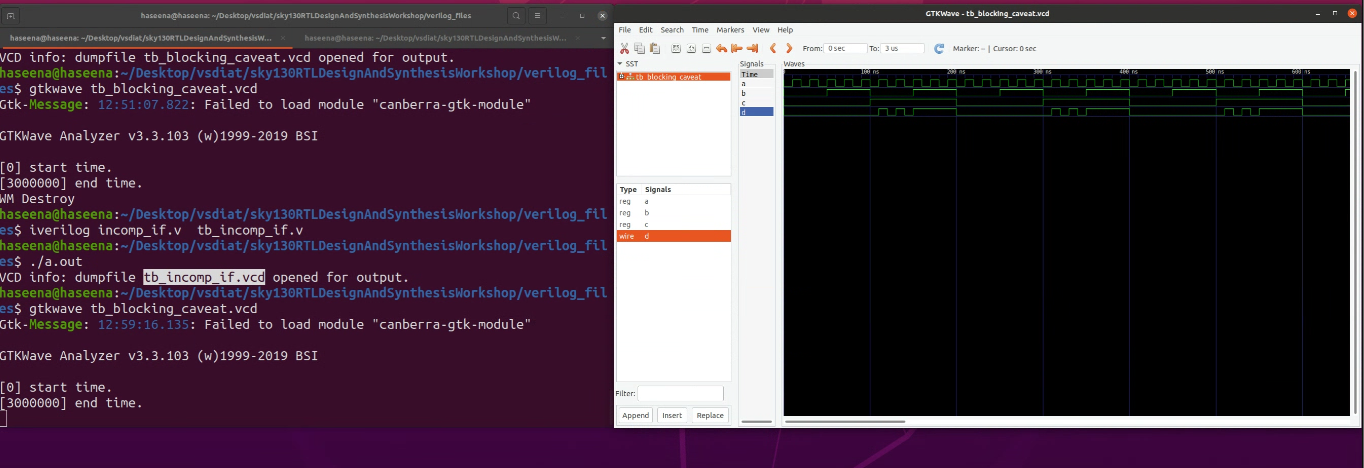 haseena@haseena: ~/Desktop/vsdiat/sky130RTLDesignAndSynthesisWorkshop/verilog_files
haseena@haseena: ~/Desktop/vsdiat/sky130RTLDesignAndSynthesisW...
haseena@haseena: ~/Desktop/vsdiat/sky130RTLDesignAndSynthesisW...
VCD info: dumpfile tb_blocking_caveat.vcd opened for output.
haseena@haseena:~/Desktop/vsdiat/sky130RTLDesignAndSynthesisWorkshop/verilog_fil
es$ gtkwave tb_blocking_caveat.vcd
Gtk-Message: 12:51:07.822: Failed to load module "canberra-gtk-module"
GTKWave Analyzer v3.3.103 (w)1999-2019 BSI
[0] start time.
[3000000] end time.
WM Destroy
haseena@haseena:~/Desktop/vsdiat/sky130RTLDesignAndSynthesisWorkshop/verilog_fil
es$ iverilog incomp_if.v  tb_incomp_if.v
haseena@haseena:~/Desktop/vsdiat/sky130RTLDesignAndSynthesisWorkshop/verilog_fil
es$ ./a.out
VCD info: dumpfile tb_incomp_if.vcd opened for output.
haseena@haseena:~/Desktop/vsdiat/sky130RTLDesignAndSynthesisWorkshop/verilog_fil
es$ gtkwave tb_blocking_caveat.vcd
Gtk-Message: 12:59:16.135: Failed to load module "canberra-gtk-module"
GTKWave Analyzer v3.3.103 (w)1999-2019 BSI
[0] start time.
[3000000] end time.
GTKWave - tb_blocking_caveat.vcd
File Edit Search Time Markers View Help
From: 0 sec To: 3 us Marker: -- | Cursor: 0 sec
SST
tb_blocking_caveat
Type Signals
reg a
reg b
reg c
wire d
Filter:
Append Insert Replace
Signals
Time
a
b
c
d
Waves
100 ns 200 ns 300 ns 400 ns 500 ns 600 ns